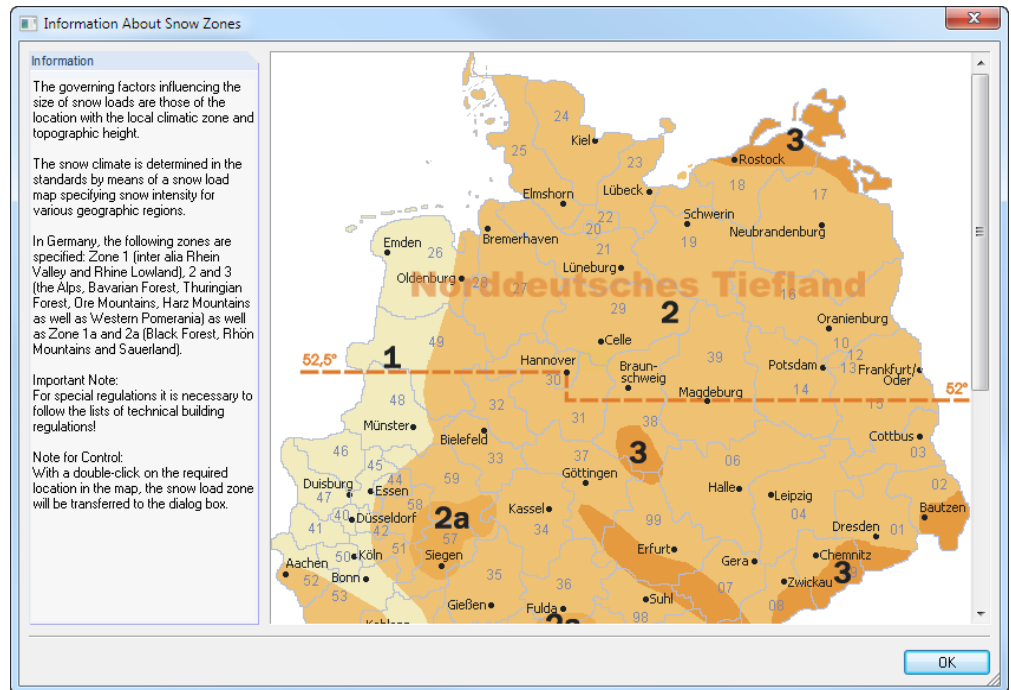 Information About Snow Zones
Information
The governing factors influencing the
size of snow loads are those of the
location with the local climatic zone and
topographic height.
The snow climate is determined in the
standards by means of a snow load
map specifying snow intensity for
various geographic regions.
In Germany, the following zones are
specified: Zone 1 (inter alia Rhein
Valley and Rhine Lowland), 2 and 3
(the Alps, Bavarian Forest, Thuringian
Forest, Ore Mountains, Harz Mountains
as well as Western Pomerania) as well
as Zone 1a and 2a (Black Forest, Rhön
Mountains and Sauerland).
Important Note:
For special regulations it is necessary to
follow the lists of technical building
regulations!
Note for Control:
With a double-click on the required
location in the map, the snow load zone
will be transferred to the dialog box.
24
Kiel
3
25
23
Rostock
18
17
Elmshorn
Lübeck
22
20
Schwerin
Neubrandenburg
Emden
26
Bremerhaven
21
19
Oldenburg
28
27
Lüneburg
Norddeutsches Tiefland
16
29
2
Oranienburg
49
Celle
10
12
52,5°
1
Hannover
30
Braun-
schweig
39
Potsdam
13
Frankfurt/
Oder
Magdeburg
14
52°
48
32
31
38
15
Münster
Bielefeld
Cottbus
46
45
33
37
3
06
03
Duisburg
44
59
Göttingen
02
47
Essen
58
Halle
Leipzig
Bautzen
40
Düsseldorf
2a
Kassel
04
41
42
57
34
99
Dresden
01
50
Köln
51
Siegen
Erfurt
Gera
Chemnitz
Aachen
Bonn
3
52
35
36
07
Zwickau
53
Gießen
Fulda
Suhl
08
Koblenz
2a
98
OK